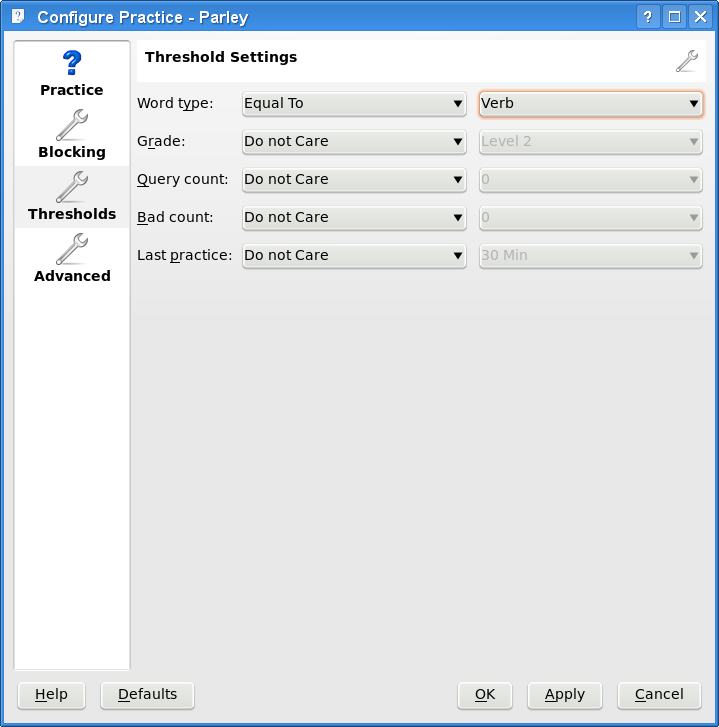 Configure Practice - Parley
Practice
Blocking
Thresholds
Advanced
Threshold Settings
Word type: Equal To Verb
Grade: Do not Care Level 2
Query count: Do not Care 0
Bad count: Do not Care 0
Last practice: Do not Care 30 Min
Help Defaults OK Apply Cancel